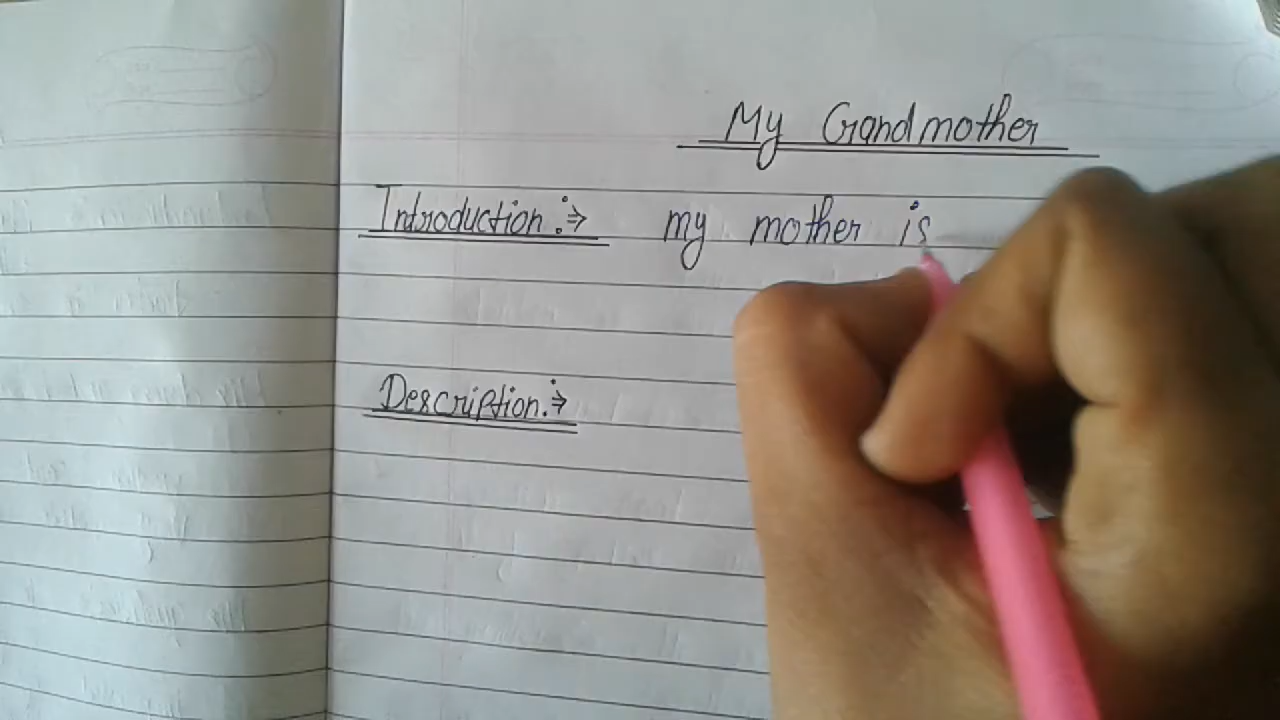 My Grandmother
Introduction :⇒ my mother is
Description :⇒